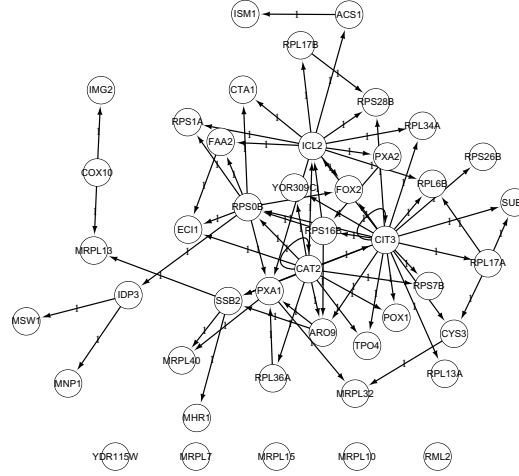 ISM1
ACS1
RPL17B
IMG2
CTA1
RPS28B
RPS1A
RPL34A
FAA2
ICL2
PXA2
RPS26B
COX10
YOR309C
FOX2
RPL6B
RPS0B
SUE
ECI1
RPS16B
CIT3
MRPL13
RPL17A
CAT2
IDP3
PXA1
RPS7B
SSB2
MSW1
POX1
ARO9
CYS3
TPO4
MRPL40
RPL36A
RPL13A
MNP1
MRPL32
MHR1
YDR115W
MRPL7
MRPL15
MRPL10
RML2